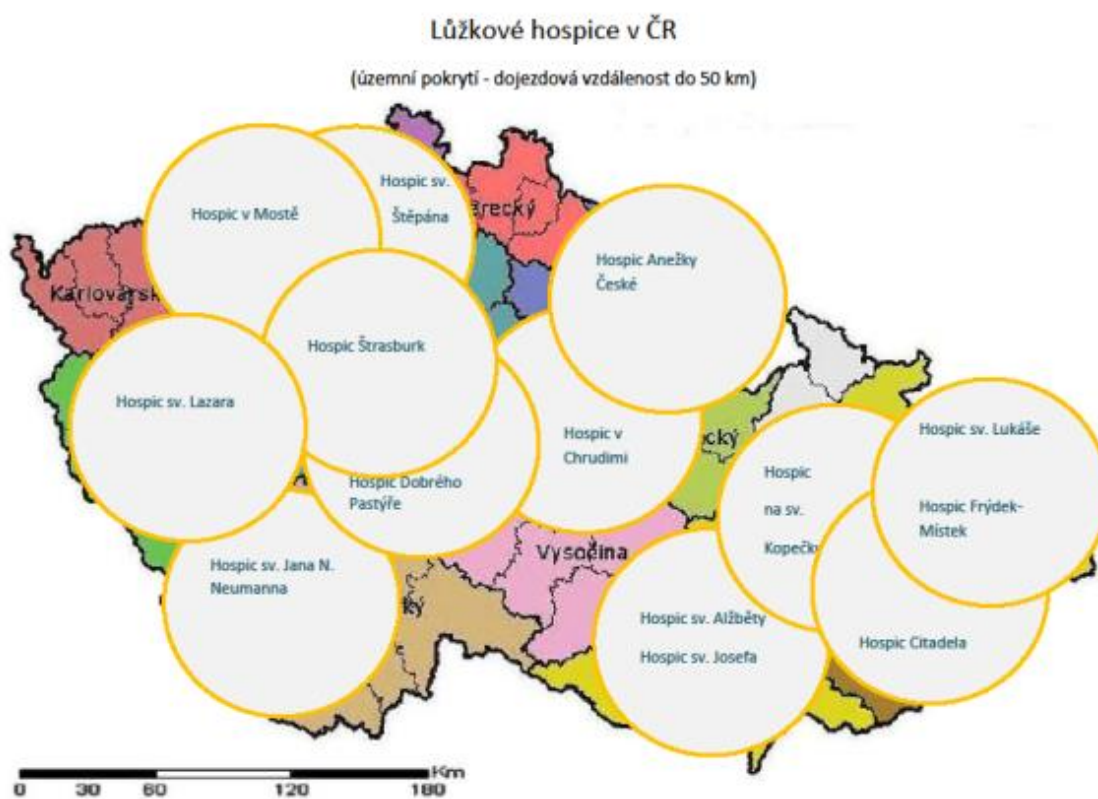 Lůžkové hospice v ČR
(územní pokrytí - dojezdová vzdálenost do 50 km)
Hospic v Mostě
Hospic sv.
Štěpána
Hospic Anežky
České
Karlovarsk
Hospic Štrasburk
Hospic sv. Lazara
Hospic v
Chrudimi
Hospic Dobrého
Pastýře
Hospic sv. Lukáše
Hospic Frýdek-
Místek
Hospic
na sv.
Kopečku
Vysočina
Hospic sv. Jana N.
Neumanna
Hospic sv. Alžběty
Hospic sv. Josefa
Hospic Citadela
Km
0 30 60 120 180